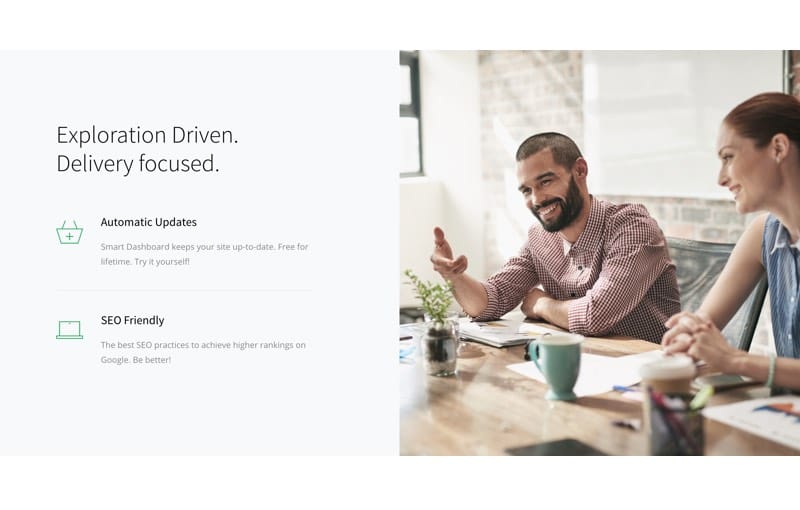 Exploration Driven.
Delivery focused.
Automatic Updates
Smart Dashboard keeps your site up-to-date. Free for
lifetime. Try it yourself!
SEO Friendly
The best SEO practices to achieve higher rankings on
Google. Be better!